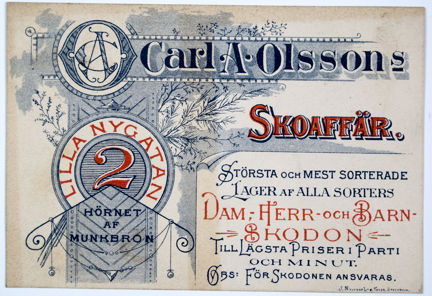 CAO
Carl·A·Olssons
SKOAFFÄR.
LILLA NYGATAN
2
HÖRNET
AF
MUNKBRON
STÖRSTA OCH MEST SORTERADE
LAGER AF ALLA SORTERS
DAM-, HERR- OCH BARN-
SKODON
TILL LÄGSTA PRISER I PARTI
OCH MINUT.
OBS! FÖR SKODONEN ANSVARAS.